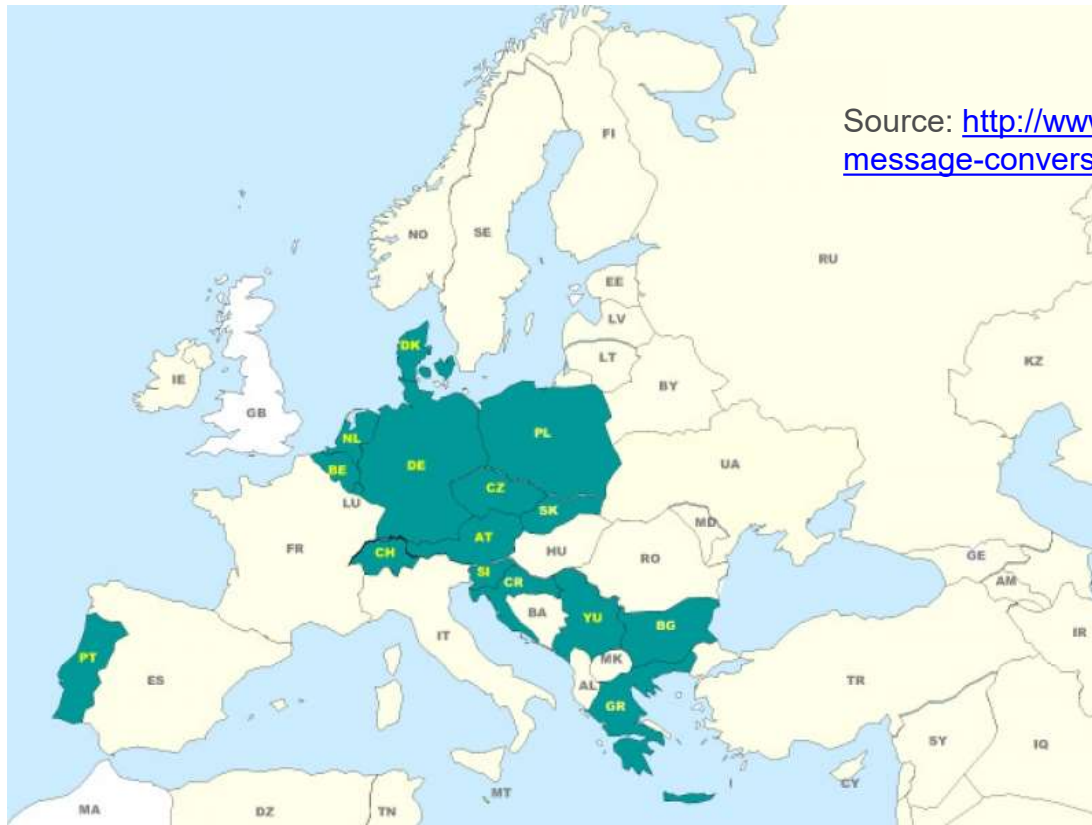 Source: http://www
message-convers
FI
NO
SE
RU
EE
LV
DK
LT
KZ
IE
BY
GB
NL
PL
DE
UA
BE
CZ
LU
SK
MD
FR
AT
CH
HU
RO
GE
SI
CR
AM
BA
YU
BG
IT
IR
PT
MK
ES
AL
TR
GR
SY
IQ
CY
MT
I
MA
DZ
TN